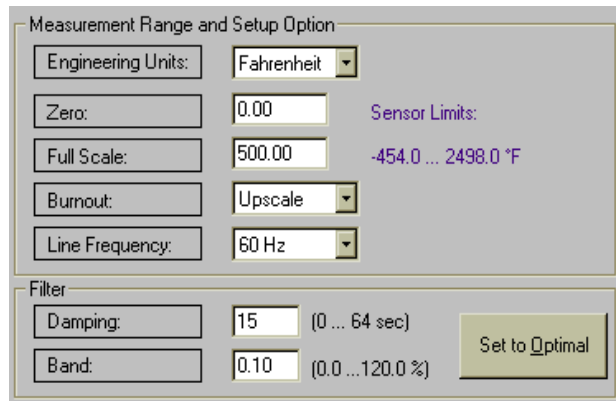 Measurement Range and Setup Option
Engineering Units: Fahrenheit
Zero: 0.00 Sensor Limits:
Full Scale: 500.00 -454.0 ... 2498.0 °F
Burnout: Upscale
Line Frequency: 60 Hz
Filter
Damping: 15 (0 ... 64 sec)
Set to Optimal
Band: 0.10 (0.0 ...120.0 %)